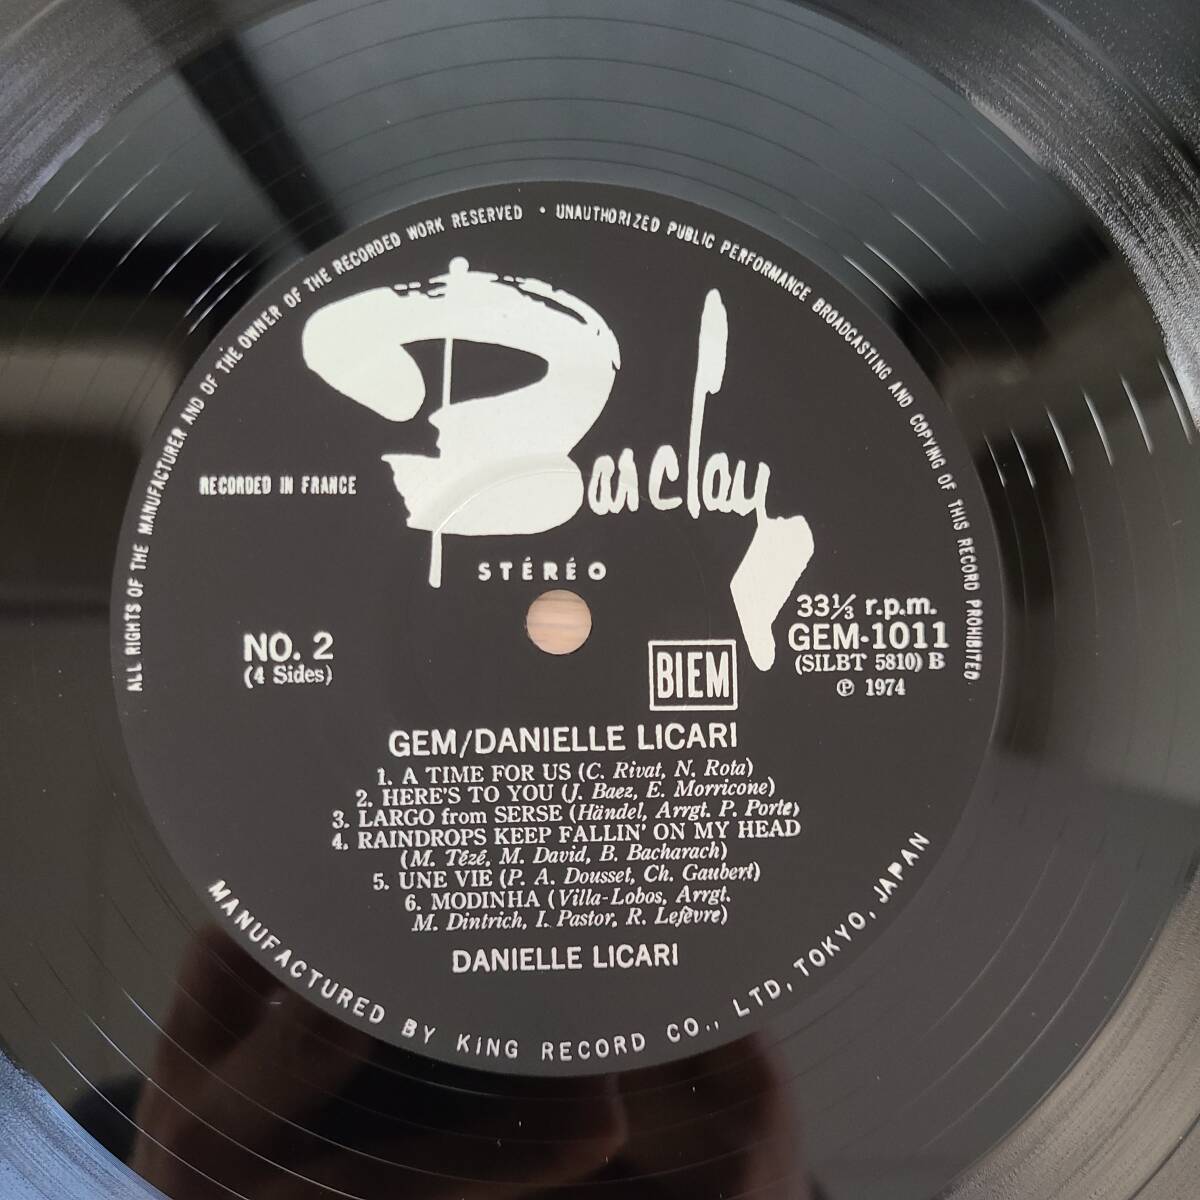 ALL RIGHTS OF THE MANUFACTURER AND OF THE OWNER OF THE RECORDED WORK RESERVED • UNAUTHORIZED PUBLIC PERFORMANCE BROADCASTING AND COPYING OF THIS RECORD PROHIBITED
Barclay
RECORDED IN FRANCE
STÉRÉO
NO. 2
(4 Sides)
BIEM
33⅓ r.p.m.
GEM-1011
(SILBT 5810) B
℗ 1974
GEM/DANIELLE LICARI
1. A TIME FOR US (C. Rivat, N. Rota)
2. HERE'S TO YOU (J. Baez, E. Morricone)
3. LARGO from SERSE (Händel, Arrgt. P. Porte)
4. RAINDROPS KEEP FALLIN' ON MY HEAD
(M. Tézé, M. David, B. Bacharach)
5. UNE VIE (P. A. Dousset, Ch. Gaubert)
6. MODINHA (Villa-Lobos, Arrgt.
M. Dintrich, I. Pastor, R. Lefèvre)
DANIELLE LICARI
MANUFACTURED BY KING RECORD CO., LTD, TOKYO, JAPAN